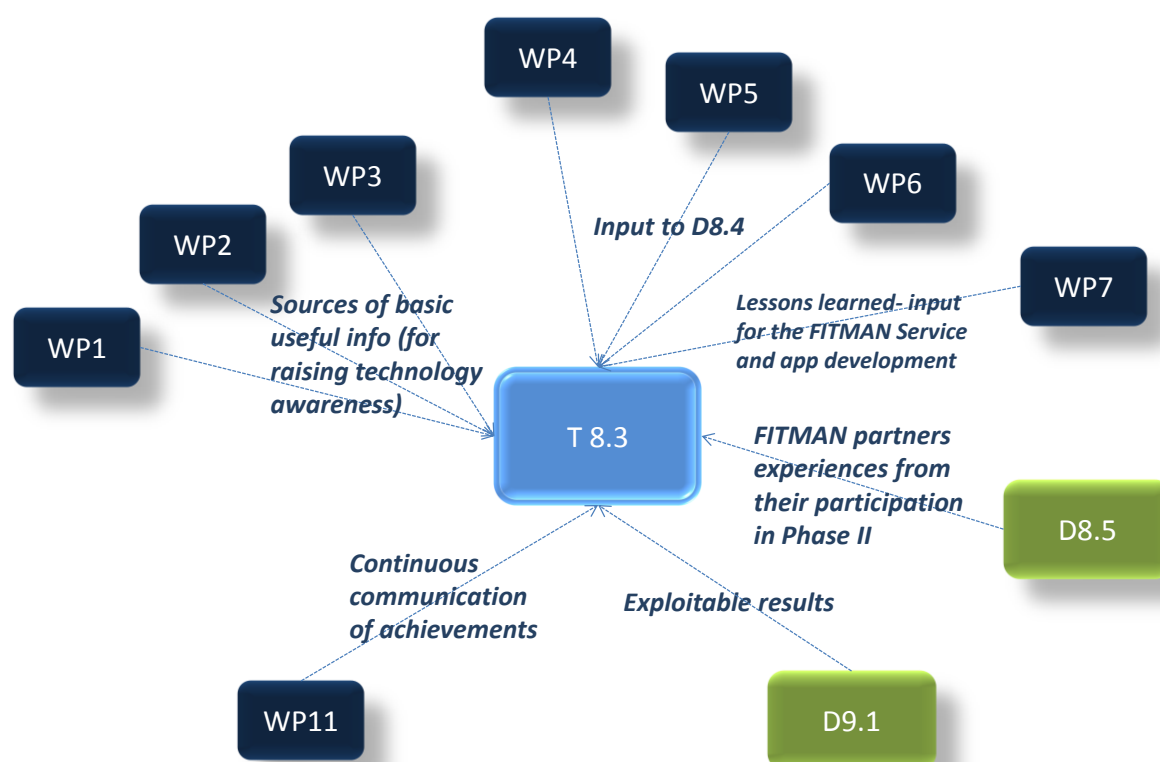 WP4
WP5
WP3
WP6
WP2
Input to D8.4
WP7
WP1
Sources of basic
useful info (for
raising technology
awareness)
Lessons learned- input
for the FITMAN Service
and app development
T 8.3
FITMAN partners
experiences from
their participation
in Phase II
D8.5
Continuous
communication
of achievements
Exploitable results
WP11
D9.1